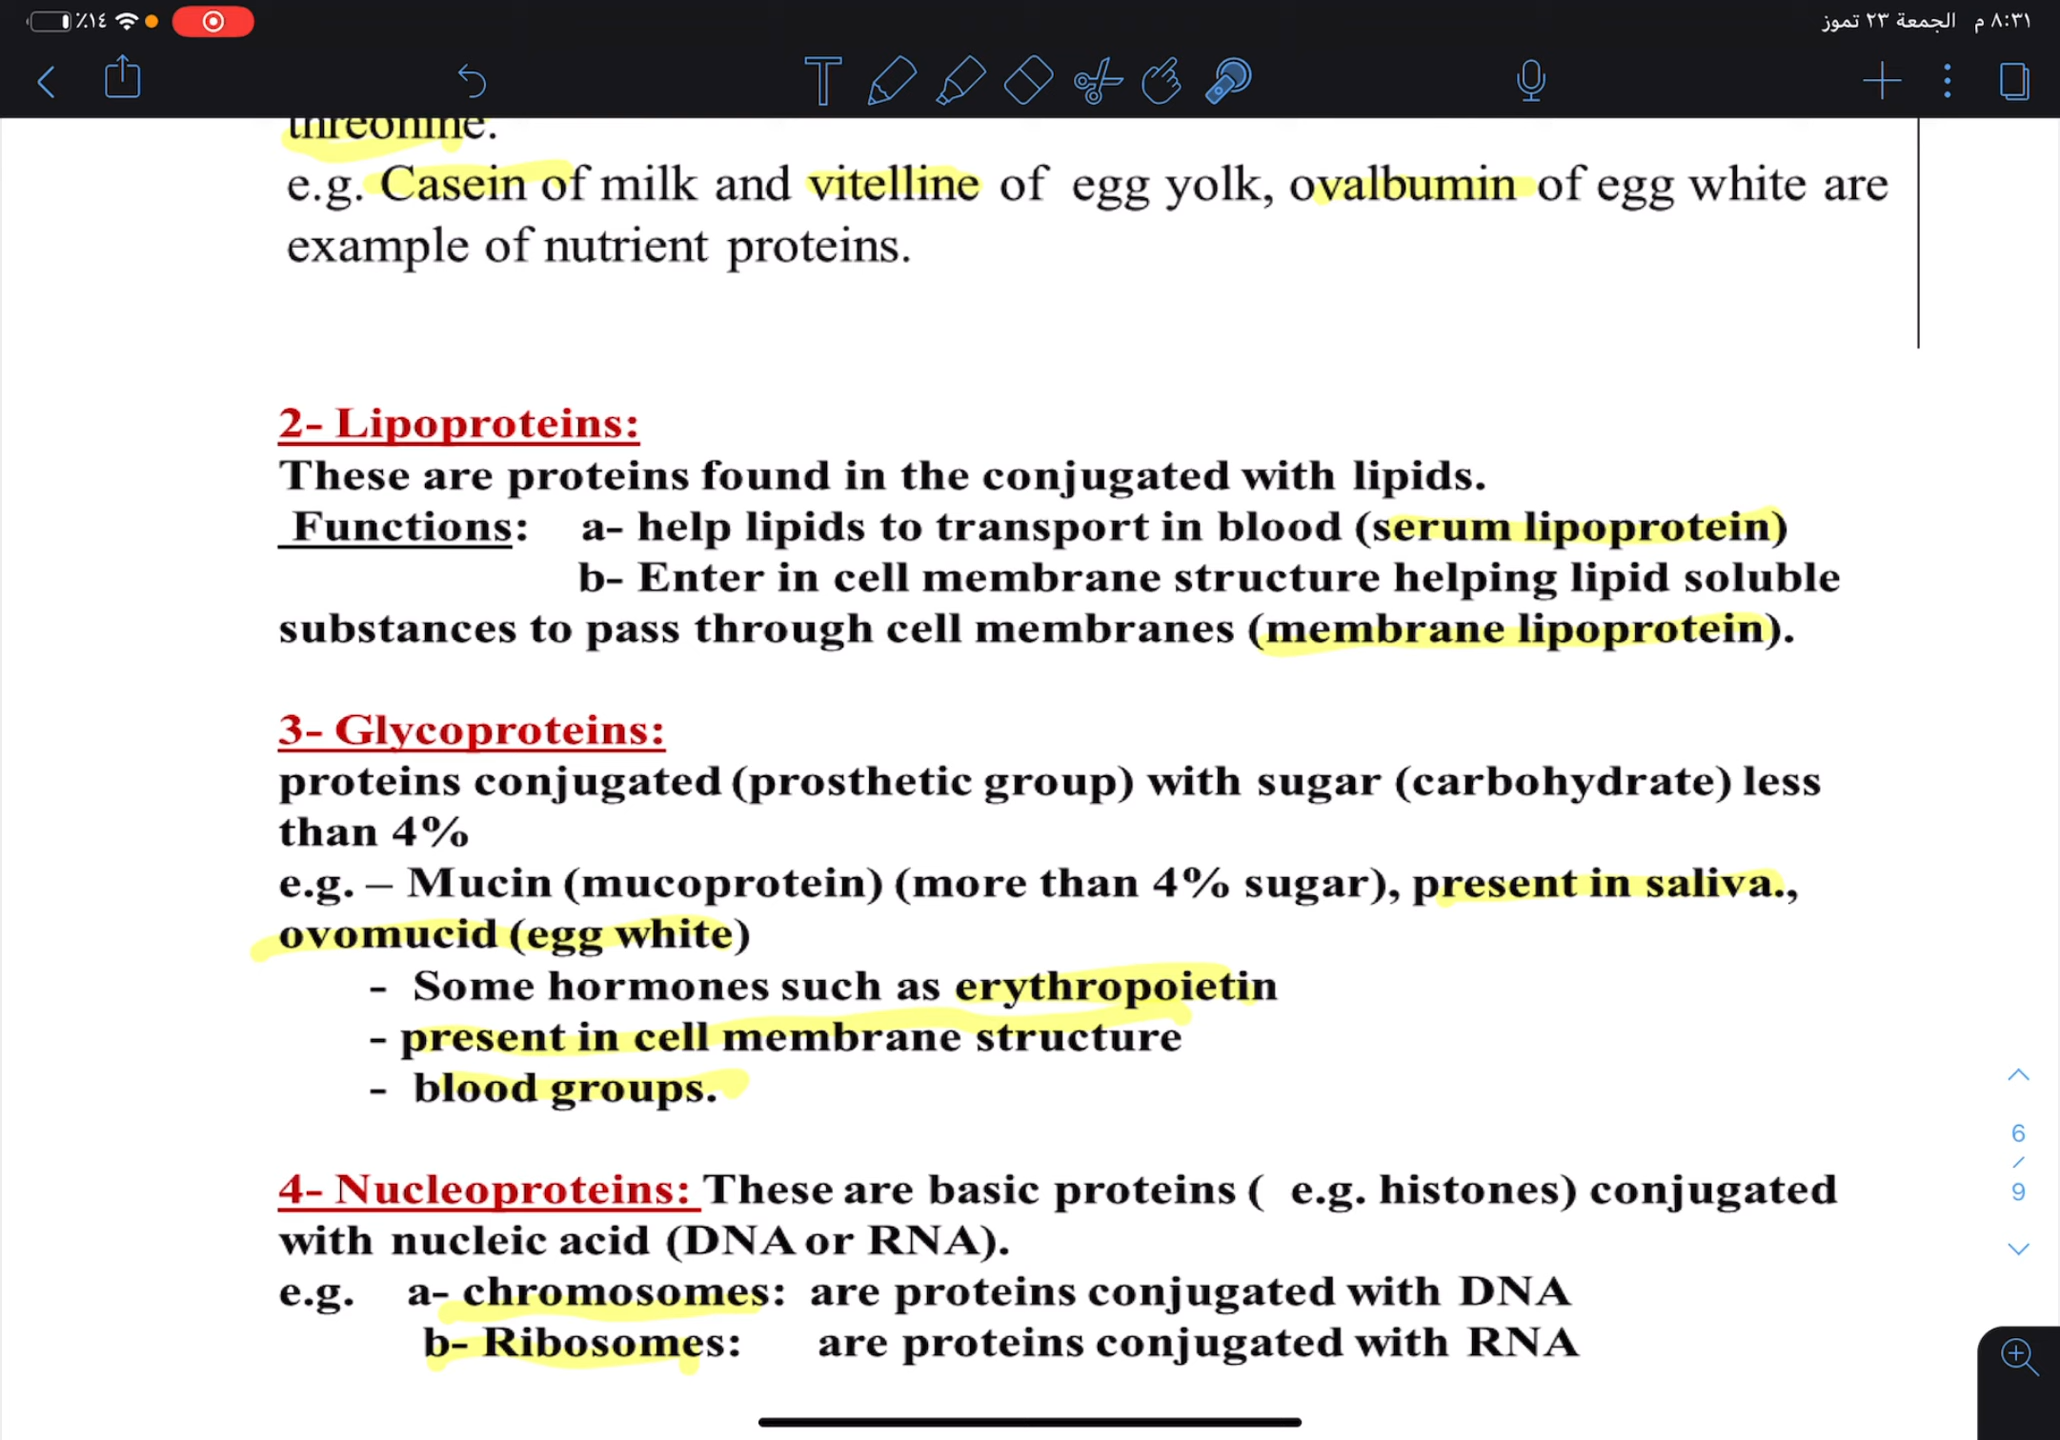 ٪١٤
٨:٣١ م الجمعة ٢٣ تموز
threonine.
e.g. Casein of milk and vitelline of egg yolk, ovalbumin of egg white are
example of nutrient proteins.
2- Lipoproteins:
These are proteins found in the conjugated with lipids.
Functions: a- help lipids to transport in blood (serum lipoprotein)
b- Enter in cell membrane structure helping lipid soluble
substances to pass through cell membranes (membrane lipoprotein).
3- Glycoproteins:
proteins conjugated (prosthetic group) with sugar (carbohydrate) less
than 4%
e.g. – Mucin (mucoprotein) (more than 4% sugar), present in saliva.,
ovomucid (egg white)
- Some hormones such as erythropoietin
- present in cell membrane structure
- blood groups.
4- Nucleoproteins: These are basic proteins ( e.g. histones) conjugated
with nucleic acid (DNA or RNA).
e.g. a- chromosomes: are proteins conjugated with DNA
b- Ribosomes: are proteins conjugated with RNA
6
/
9